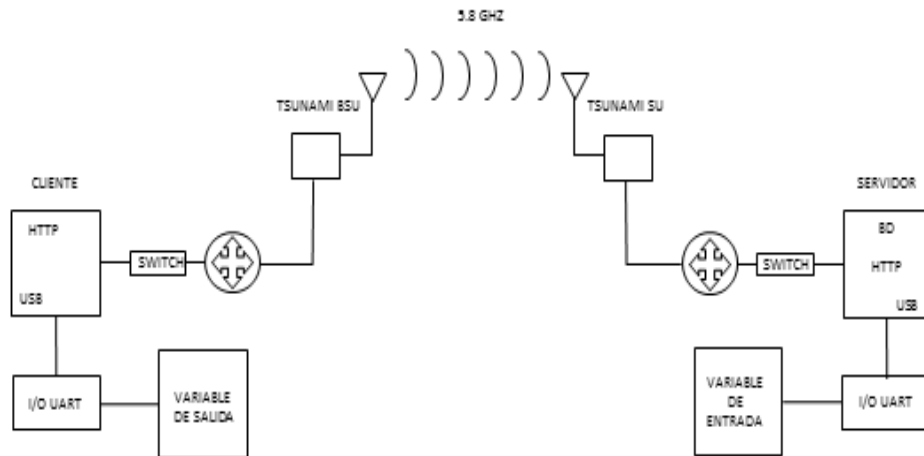 5.8 GHZ
TSUNAMI BSU
TSUNAMI SU
CLIENTE
SERVIDOR
HTTP
USB
SWITCH
SWITCH
BD
HTTP
USB
I/O UART
VARIABLE
DE SALIDA
VARIABLE
DE
ENTRADA
I/O UART